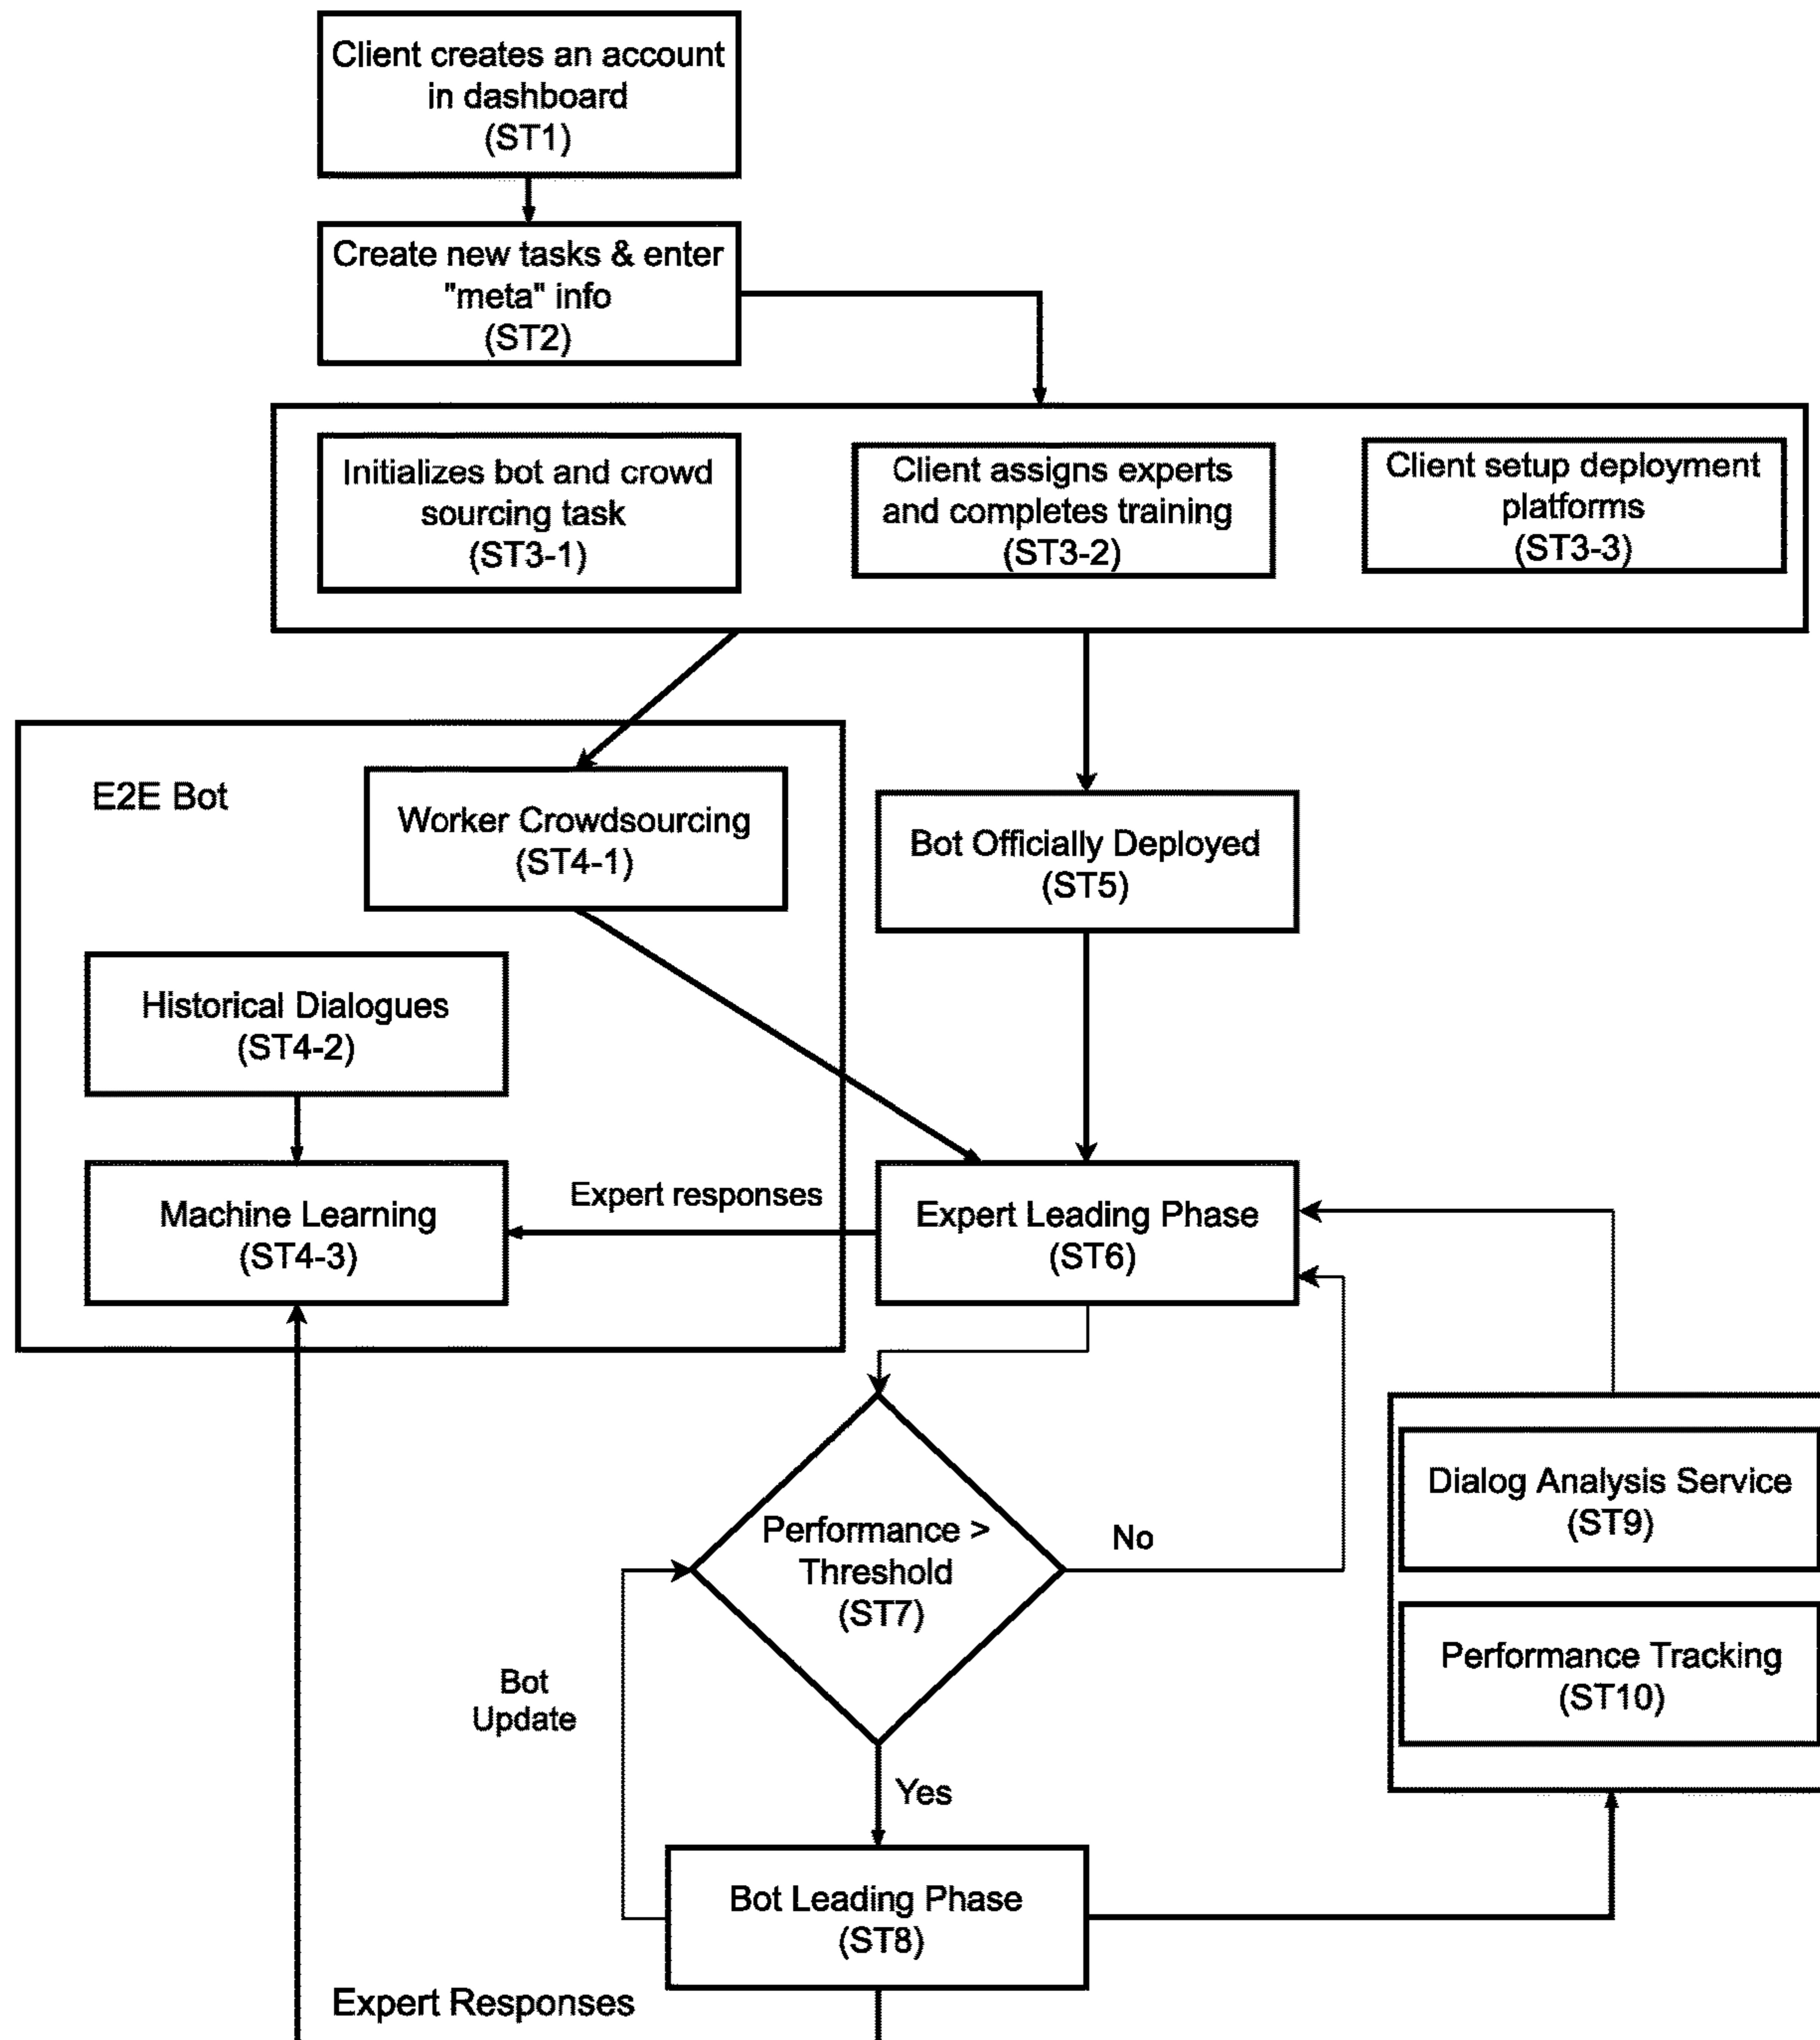 Client creates an account
in dashboard
(ST1)
Create new tasks & enter
"meta" info
(ST2)
Initializes bot and crowd
sourcing task
(ST3-1)
Client assigns experts
and completes training
(ST3-2)
Client setup deployment
platforms
(ST3-3)
E2E Bot
Worker Crowdsourcing
(ST4-1)
Bot Officially Deployed
(ST5)
Historical Dialogues
(ST4-2)
Machine Learning
(ST4-3)
Expert responses
Expert Leading Phase
(ST6)
Performance >
Threshold
(ST7)
No
Dialog Analysis Service
(ST9)
Performance Tracking
(ST10)
Bot
Update
Yes
Bot Leading Phase
(ST8)
Expert Responses